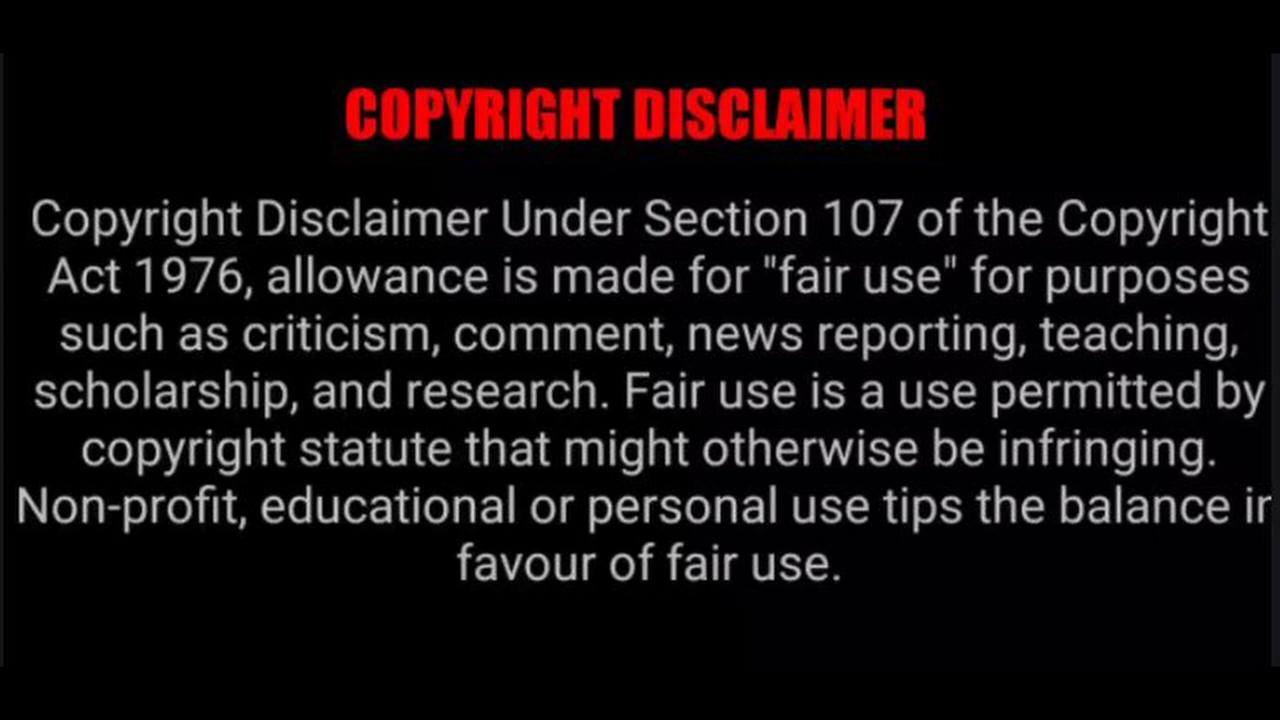 COPYRIGHT DISCLAIMER
Copyright Disclaimer Under Section 107 of the Copyright
Act 1976, allowance is made for "fair use" for purposes
such as criticism, comment, news reporting, teaching,
scholarship, and research. Fair use is a use permitted by
copyright statute that might otherwise be infringing.
Non-profit, educational or personal use tips the balance in
favour of fair use.